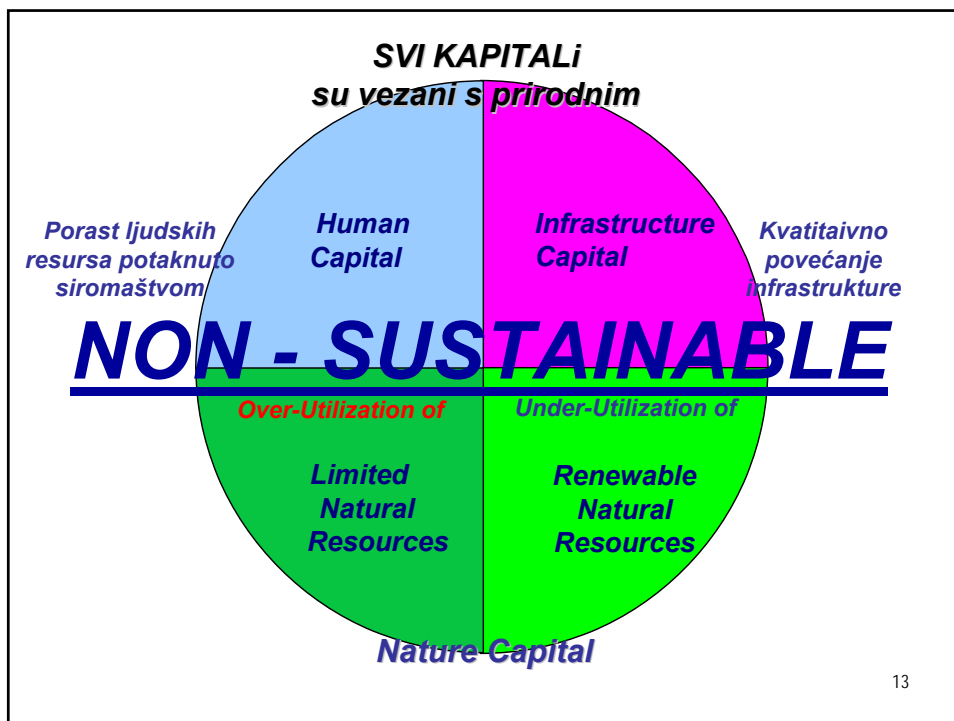 SVI KAPITALi
su vezani s prirodnim
Porast ljudskih
resursa potaknuto
siromaštvom
Human
Capital
Infrastructure
Capital
Kvatitaivno
povećanje
infrastrukture
NON - SUSTAINABLE
Over-Utilization of
Under-Utilization of
Limited
Natural
Resources
Renewable
Natural
Resources
Nature Capital
13